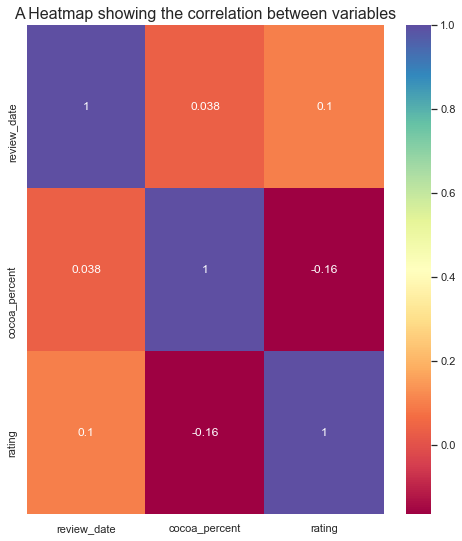 A Heatmap showing the correlation between variables
1.0
review_date
1
0.038
0.1
0.8
0.6
cocoa_percent
0.038
1
-0.16
0.4
0.2
rating
0.1
-0.16
1
0.0
review_date
cocoa_percent
rating